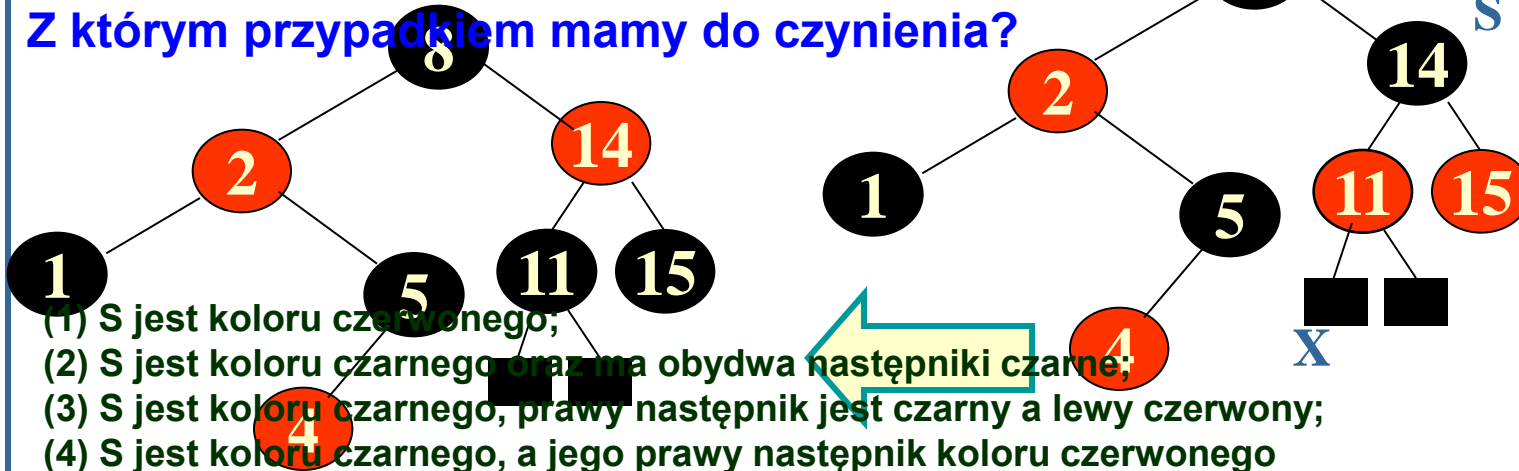 Z którym przypadkiem mamy do czynienia?
S
8
14
2
14
2
1
11
15
5
1
11
15
5
(1) S jest koloru czerwonego;
(2) S jest koloru czarnego oraz ma obydwa następniki czarne;
4
X
(3) S jest koloru czarnego, prawy następnik jest czarny a lewy czerwony;
4
(4) S jest koloru czarnego, a jego prawy następnik koloru czerwonego